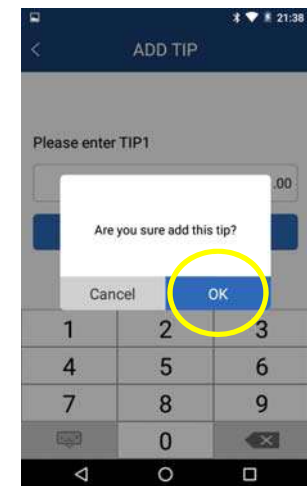 21:38
ADD TIP
Please enter TIP1
.00
Are you sure add this tip?
Cancel OK
1 2 3
4 5 6
7 8 9
0